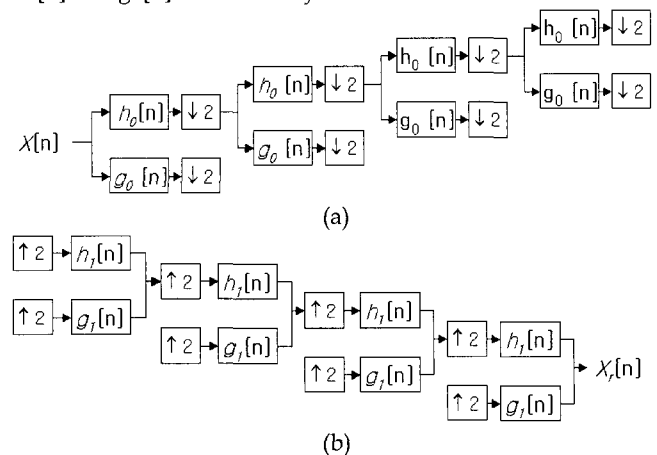 h₀ [n] ↓ 2
h₀ [n] ↓ 2
h₀ [n] ↓ 2
g₀ [n] ↓ 2
h₀[n] ↓ 2
g₀ [n] ↓ 2
X[n]
g₀ [n] ↓ 2
g₀ [n] ↓ 2
(a)
↑ 2 h₁[n]
↑ 2 h₁[n]
↑ 2 g₁[n]
↑ 2 h₁[n]
↑ 2 g₁[n]
↑ 2 h₁[n]
↑ 2 g₁[n]
Xᵣ[n]
↑ 2 g₁[n]
(b)